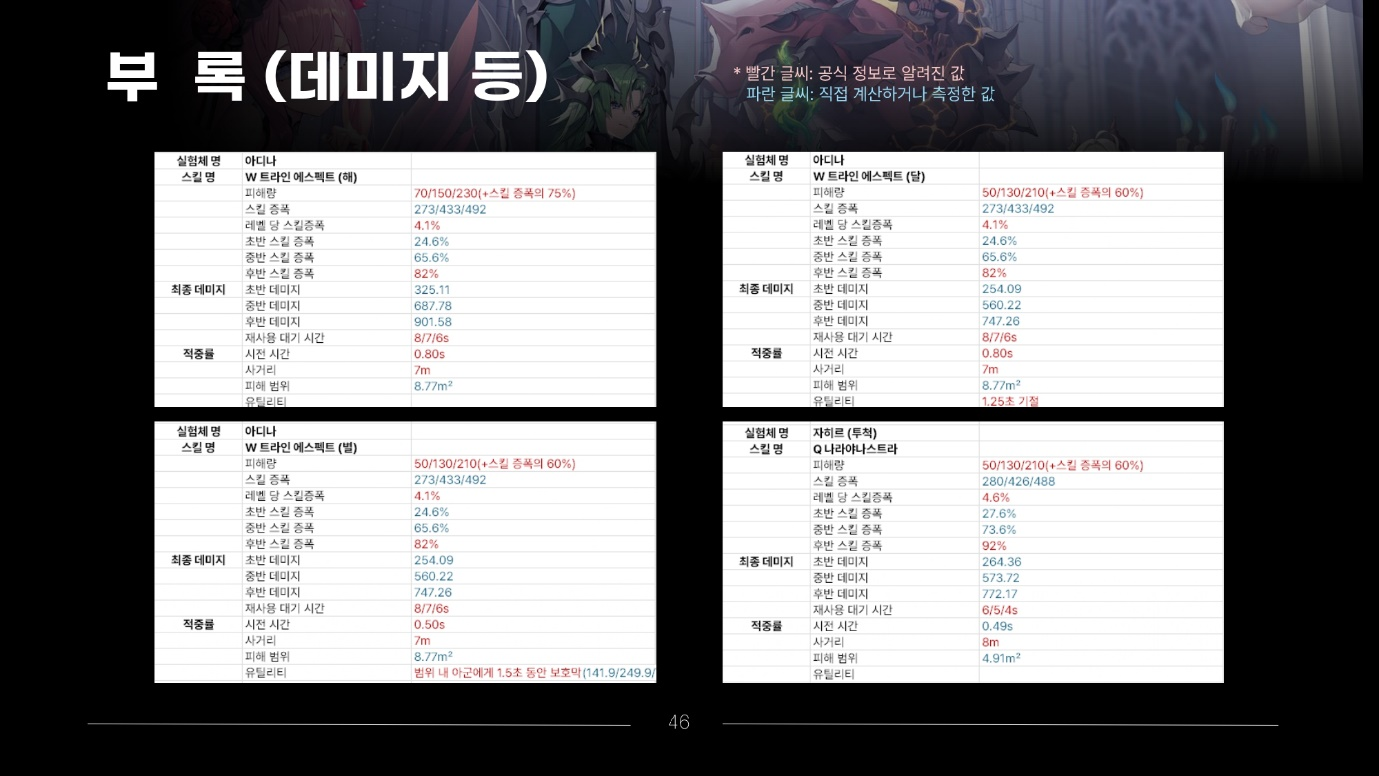 부 록 (데미지 등)
* 빨간 글씨: 공식 정보로 알려진 값
파란 글씨: 직접 계산하거나 측정한 값
실험체 명 아디나
스킬 명 W 트라인 에스펙트 (해)
피해량 70/150/230(+스킬 증폭의 75%)
스킬 증폭 273/433/492
레벨 당 스킬증폭 4.1%
초반 스킬 증폭 24.6%
중반 스킬 증폭 65.6%
후반 스킬 증폭 82%
최종 데미지 초반 데미지 325.11
중반 데미지 687.78
후반 데미지 901.58
재사용 대기 시간 8/7/6s
적중률 시전 시간 0.80s
사거리 7m
피해 범위 8.77m²
유틸리티
실험체 명 아디나
스킬 명 W 트라인 에스펙트 (달)
피해량 50/130/210(+스킬 증폭의 60%)
스킬 증폭 273/433/492
레벨 당 스킬증폭 4.1%
초반 스킬 증폭 24.6%
중반 스킬 증폭 65.6%
후반 스킬 증폭 82%
최종 데미지 초반 데미지 254.09
중반 데미지 560.22
후반 데미지 747.26
재사용 대기 시간 8/7/6s
적중률 시전 시간 0.80s
사거리 7m
피해 범위 8.77m²
유틸리티 1.25초 기절
실험체 명 아디나
스킬 명 W 트라인 에스펙트 (별)
피해량 50/130/210(+스킬 증폭의 60%)
스킬 증폭 273/433/492
레벨 당 스킬증폭 4.1%
초반 스킬 증폭 24.6%
중반 스킬 증폭 65.6%
후반 스킬 증폭 82%
최종 데미지 초반 데미지 254.09
중반 데미지 560.22
후반 데미지 747.26
재사용 대기 시간 8/7/6s
적중률 시전 시간 0.50s
사거리 7m
피해 범위 8.77m²
유틸리티 범위 내 아군에게 1.5초 동안 보호막(141.9/249.9/
실험체 명 자히르 (투척)
스킬 명 Q 나라야나스트라
피해량 50/130/210(+스킬 증폭의 60%)
스킬 증폭 280/426/488
레벨 당 스킬증폭 4.6%
초반 스킬 증폭 27.6%
중반 스킬 증폭 73.6%
후반 스킬 증폭 92%
최종 데미지 초반 데미지 264.36
중반 데미지 573.72
후반 데미지 772.17
재사용 대기 시간 6/5/4s
적중률 시전 시간 0.49s
사거리 8m
피해 범위 4.91m²
유틸리티
46